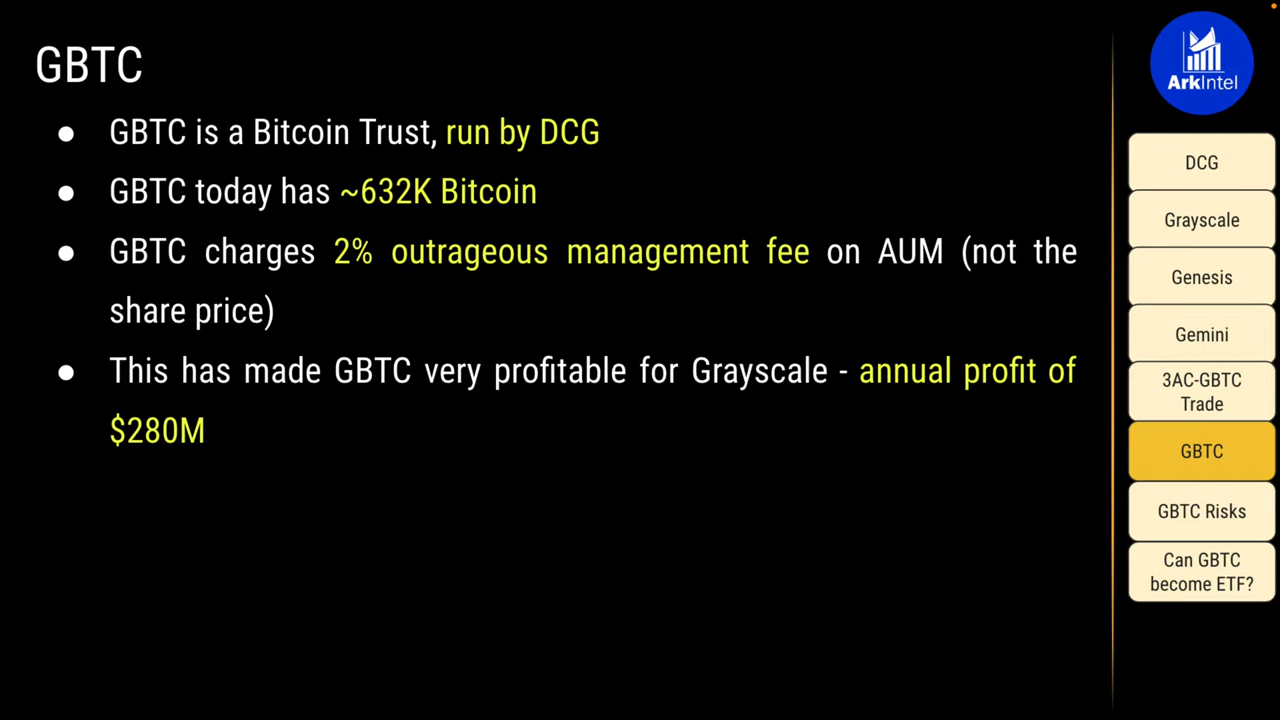 GBTC
● GBTC is a Bitcoin Trust, run by DCG
● GBTC today has ~632K Bitcoin
● GBTC charges 2% outrageous management fee on AUM (not the
share price)
● This has made GBTC very profitable for Grayscale - annual profit of
$280M
ArkIntel
DCG
Grayscale
Genesis
Gemini
3AC-GBTC
Trade
GBTC
GBTC Risks
Can GBTC
become ETF?